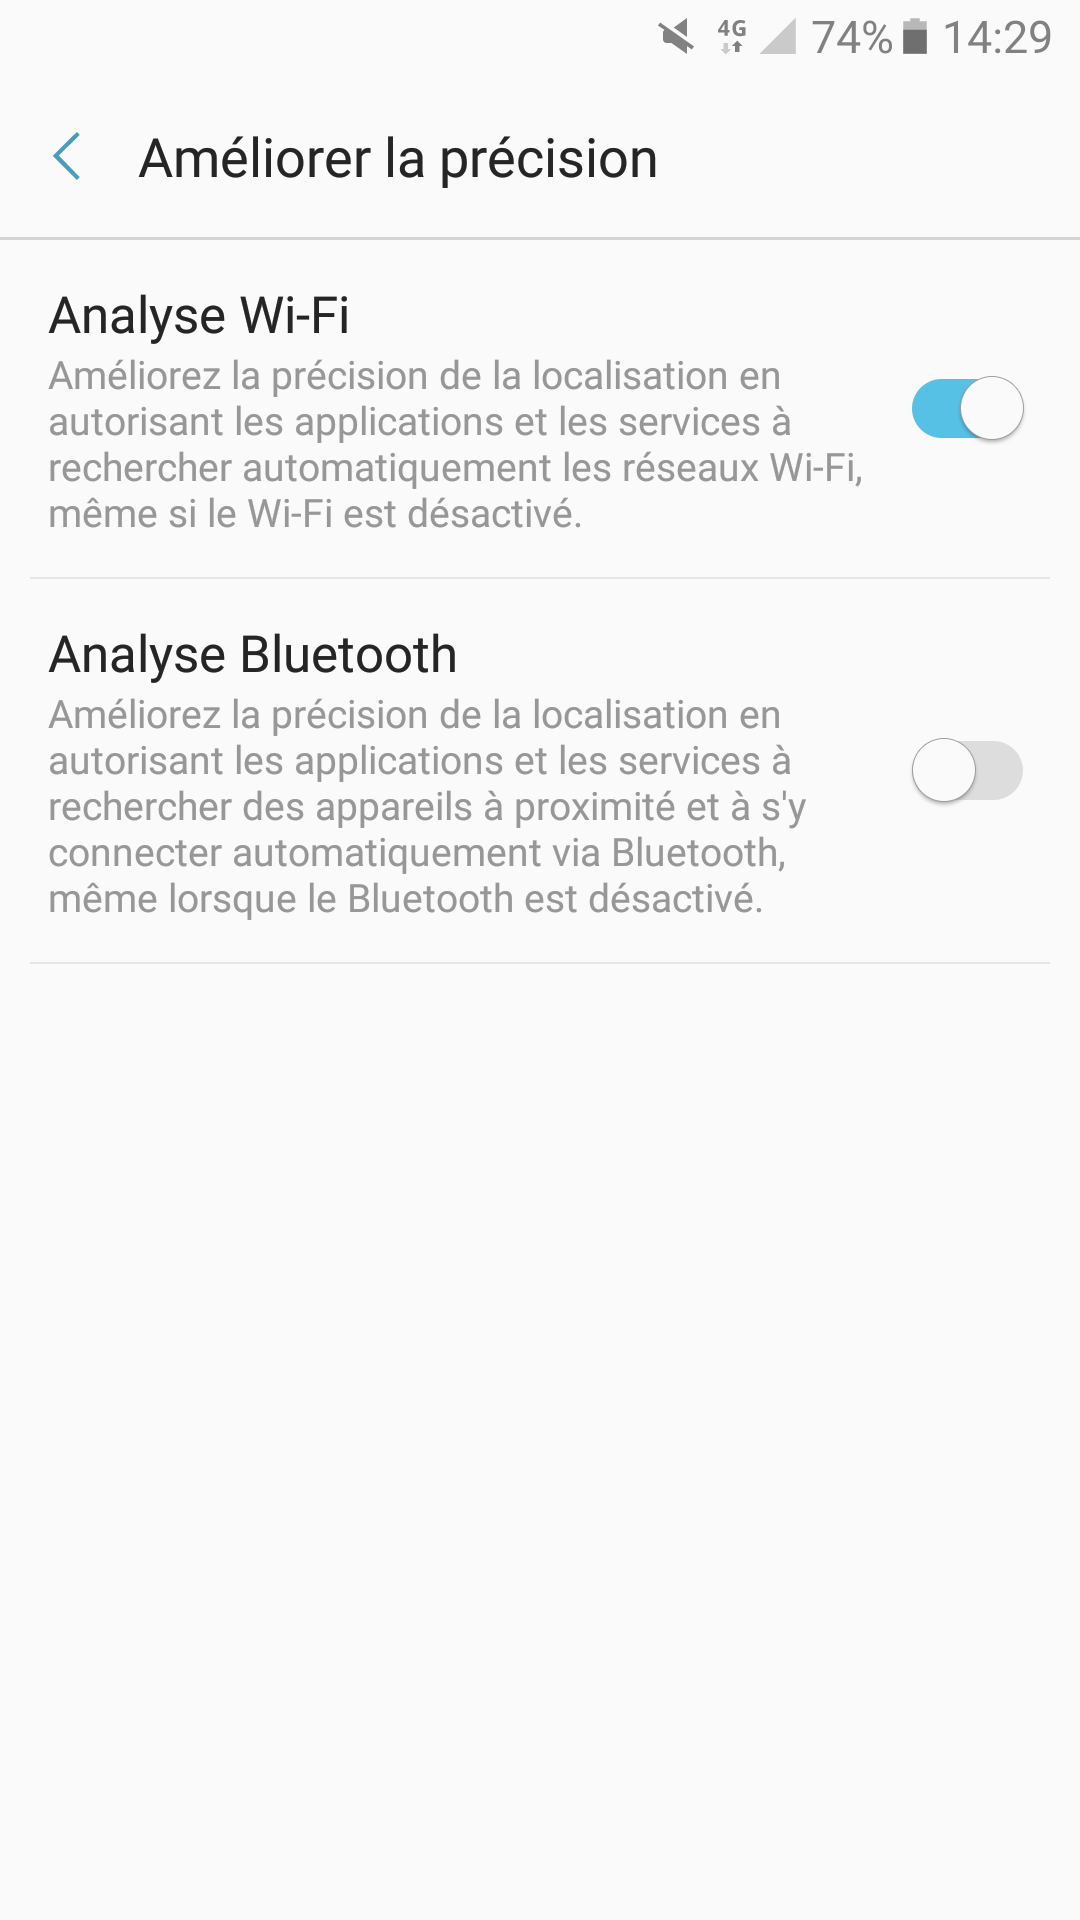 4G 74% 14:29
Améliorer la précision
Analyse Wi-Fi
Améliorez la précision de la localisation en
autorisant les applications et les services à
rechercher automatiquement les réseaux Wi-Fi,
même si le Wi-Fi est désactivé.
Analyse Bluetooth
Améliorez la précision de la localisation en
autorisant les applications et les services à
rechercher des appareils à proximité et à s'y
connecter automatiquement via Bluetooth,
même lorsque le Bluetooth est désactivé.